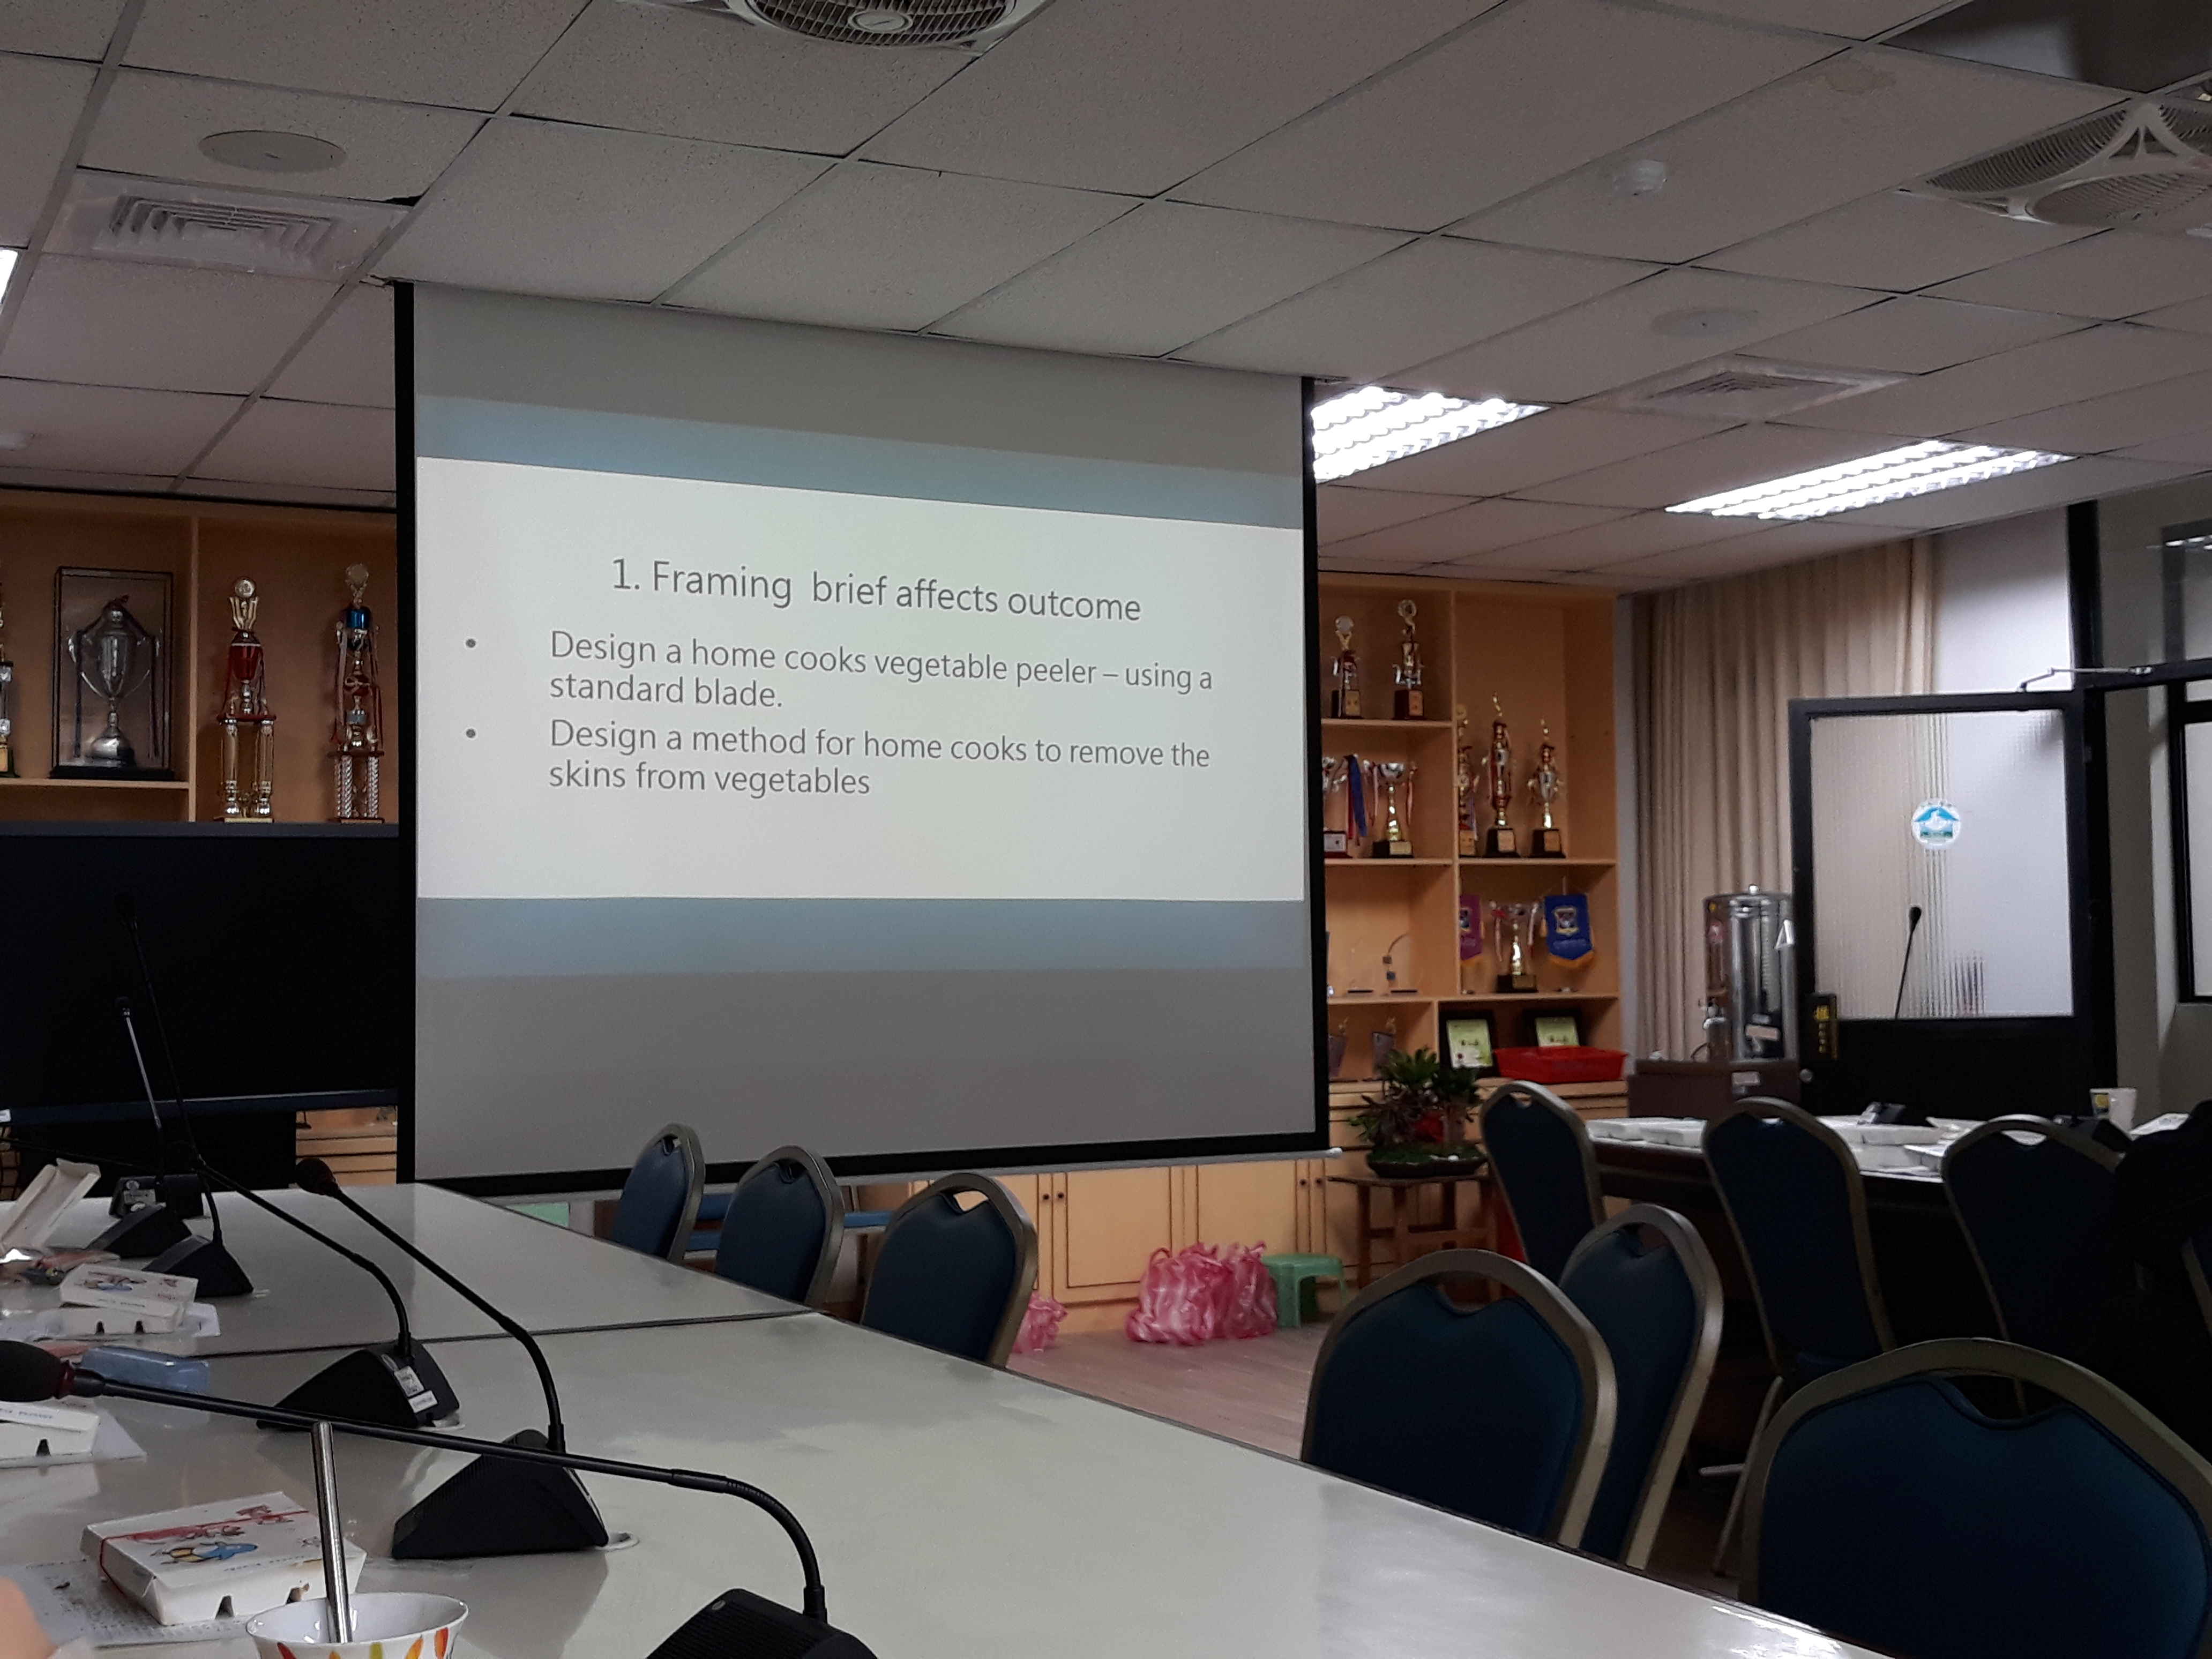 1. Framing brief affects outcome
• Design a home cooks vegetable peeler – using a
standard blade.
• Design a method for home cooks to remove the
skins from vegetables